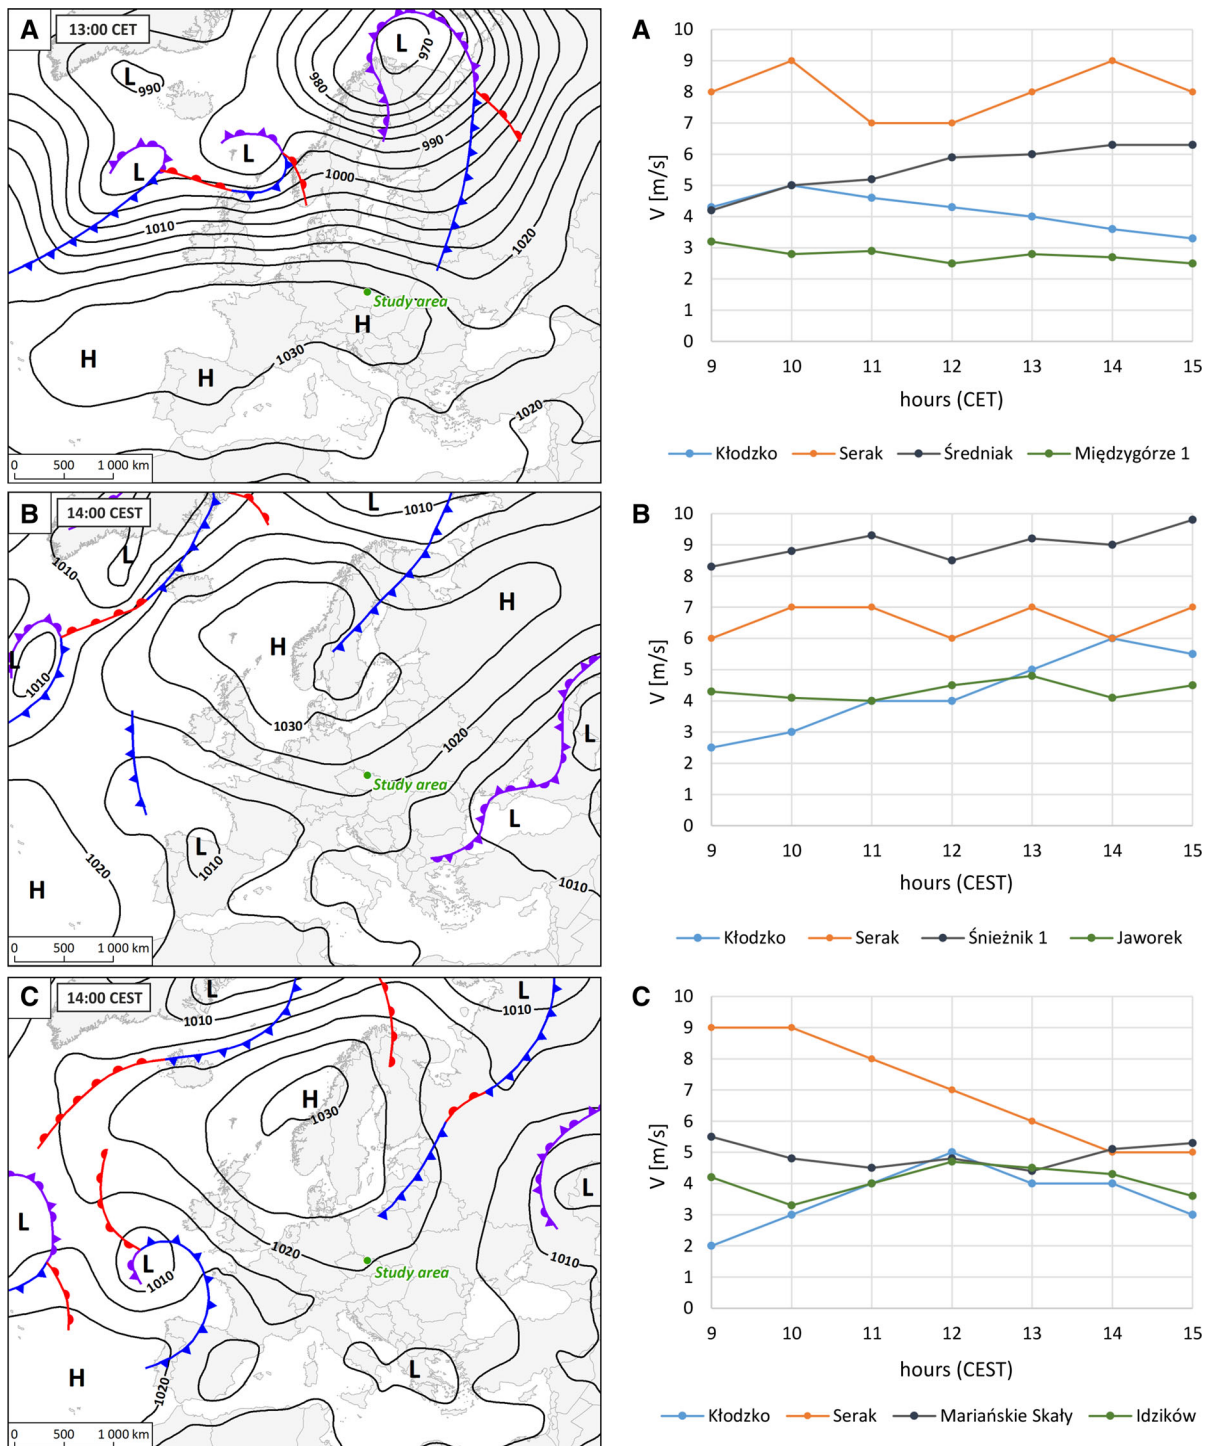 A
13:00 CET
L
970
L
990
980
990
L
L
1000
1010
1020
Study area
H
H
H
1030
1020
0 500 1 000 km
A
10
9
8
7
6
5
4
3
2
1
0
V [m/s]
9 10 11 12 13 14 15
hours (CET)
Kłodzko Serak Średniak Międzygórze 1
B
14:00 CEST
L
1010
L
1010
H
H
L
1010
1030
1020
L
Study area
L
L
1010
1020
H
1010
0 500 1 000 km
B
10
9
8
7
6
5
4
3
2
1
0
V [m/s]
9 10 11 12 13 14 15
hours (CEST)
Kłodzko Serak Śnieżnik 1 Jaworek
C
14:00 CEST
L
1010
L
1010
H
1030
L
L
L
1010
1020
1010
Study area
H
1020
L
0 500 1 000 km
C
10
9
8
7
6
5
4
3
2
1
0
V [m/s]
9 10 11 12 13 14 15
hours (CEST)
Kłodzko Serak Mariańskie Skały Idzików